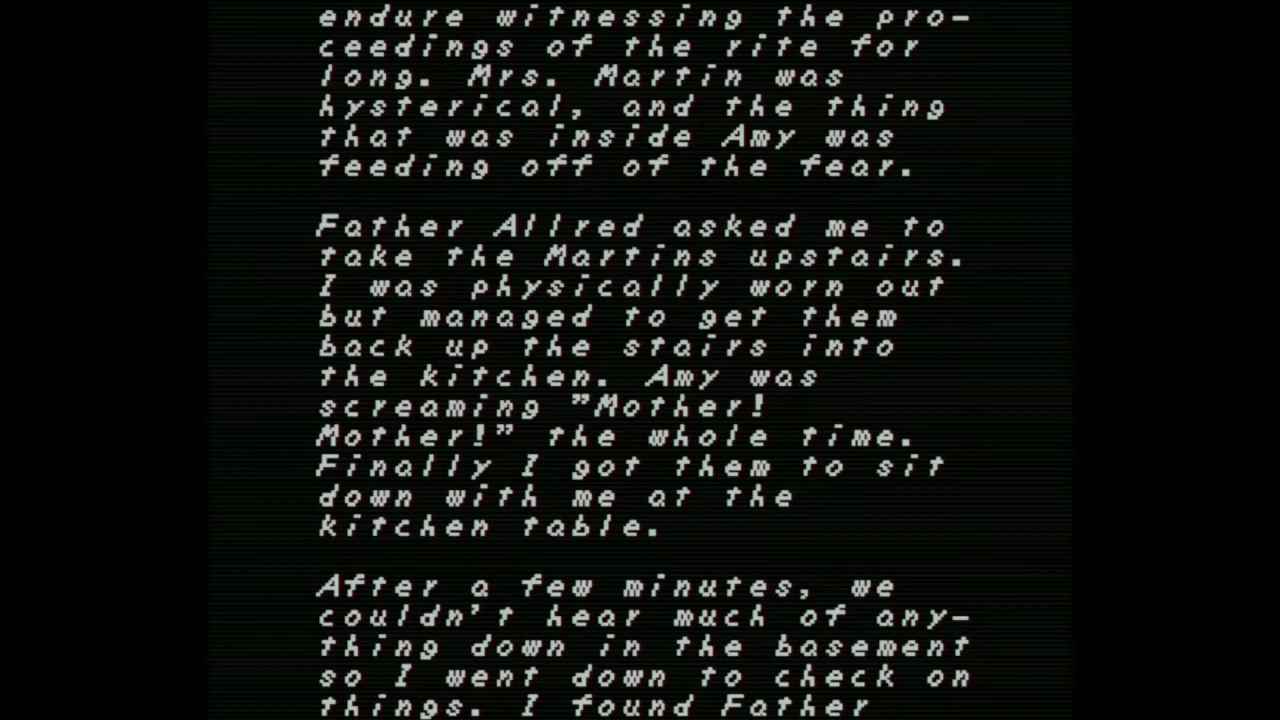 endure witnessing the pro-
ceedings of the rite for
long. Mrs. Martin was
hysterical, and the thing
that was inside Amy was
feeding off of the fear.
Father Allred asked me to
take the Martins upstairs.
I was physically worn out
but managed to get them
back up the stairs into
the kitchen. Amy was
screaming "Mother!
Mother!" the whole time.
Finally I got them to sit
down with me at the
kitchen table.
After a few minutes, we
couldn't hear much of any-
thing down in the basement
so I went down to check on
things. I found Father